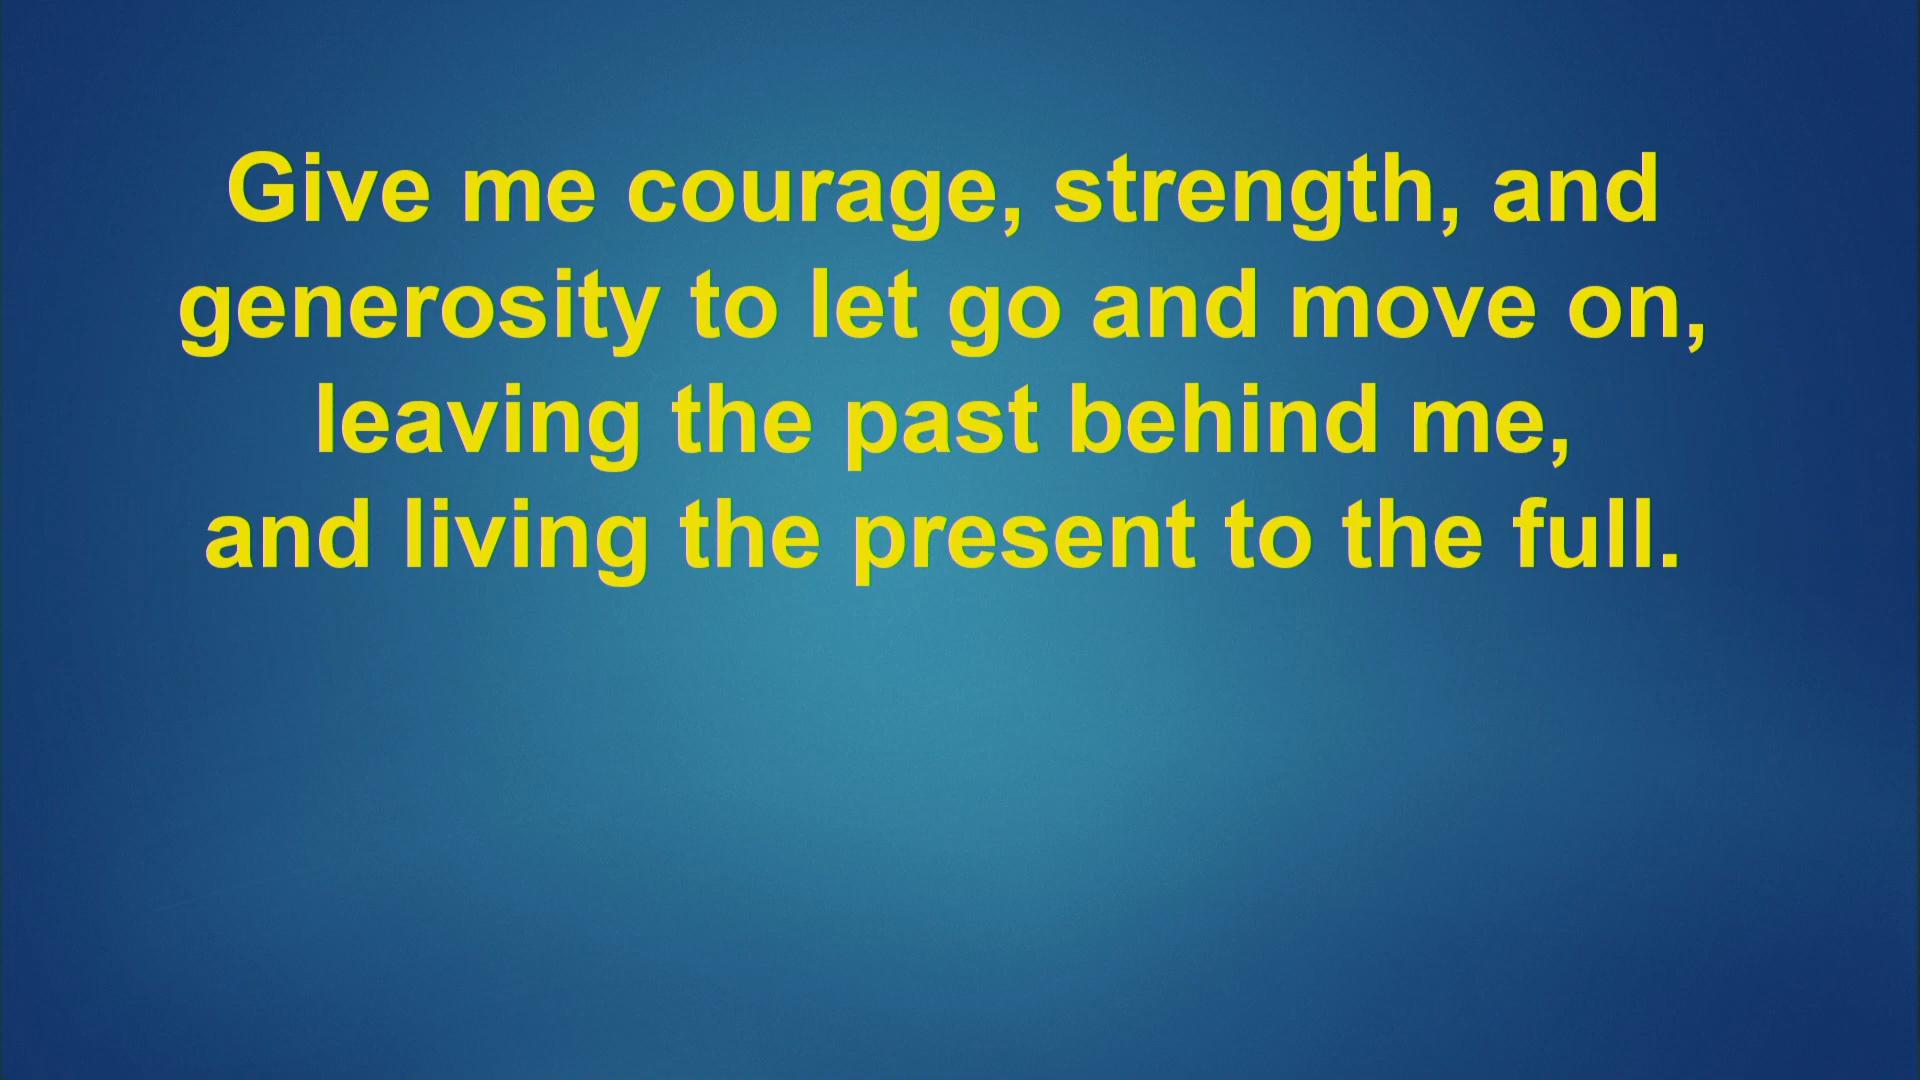 Give me courage, strength, and
generosity to let go and move on,
leaving the past behind me,
and living the present to the full.